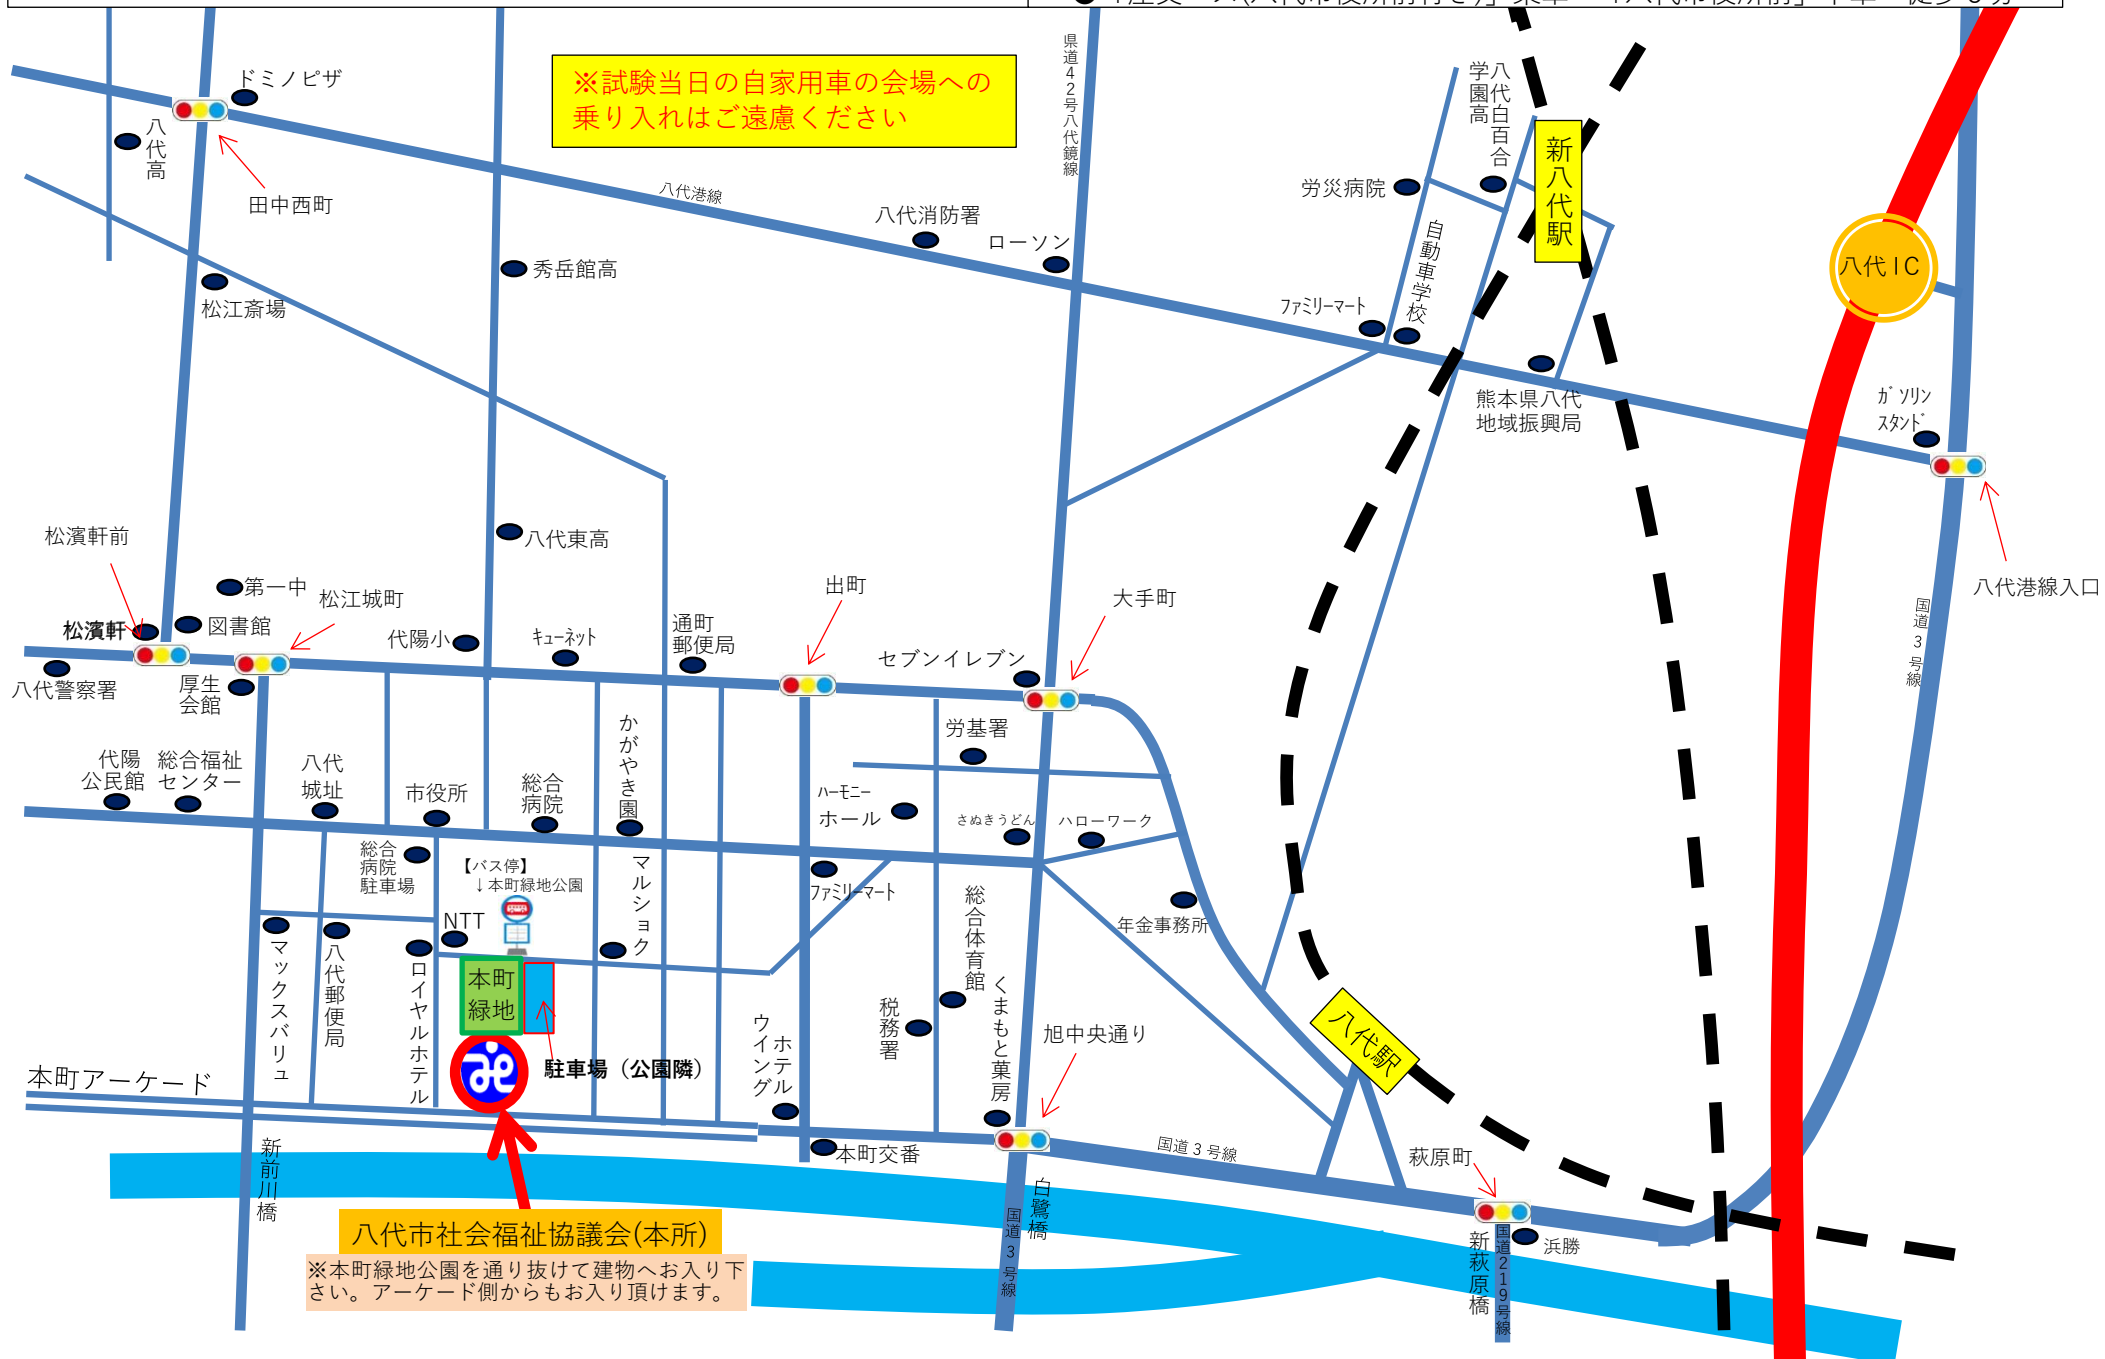 ※試験当日の自家用車の会場への
乗り入れはご遠慮ください
ドミノピザ
八代高
田中西町
八代港線
県道42号八代鏡線
八代消防署
ローソン
秀岳館高
松江斎場
八代白百合
学園高
労災病院
新八代駅
自動車学校
ファミリーマート
八代IC
熊本県八代
地域振興局
ガソリン
スタンド
八代港線入口
国道3号線
松濱軒前
八代東高
第一中
松江城町
図書館
松濱軒
代陽小
キューネット
通町
郵便局
出町
大手町
セブンイレブン
八代警察署
厚生
会館
労基署
かがやき園
代陽
公民館
総合福祉
センター
八代
城址
市役所
総合
病院
ハーモニー
ホール
さぬきうどん
ハローワーク
総合
病院
駐車場
【バス停】
↓本町緑地公園
マルショク
ファミリーマート
総合体育館
年金事務所
NTT
マックスバリュ
八代郵便局
ロイヤルホテル
本町
緑地
税務署
くまもと菓房
旭中央通り
ホテル
ウイング
駐車場（公園隣）
八代駅
本町アーケード
新前川橋
本町交番
国道3号線
萩原町
白鷺橋
国道3号線
八代市社会福祉協議会(本所)
※本町緑地公園を通り抜けて建物へお入り下
さい。アーケード側からもお入り頂けます。
新萩原橋
国道219号線
浜勝